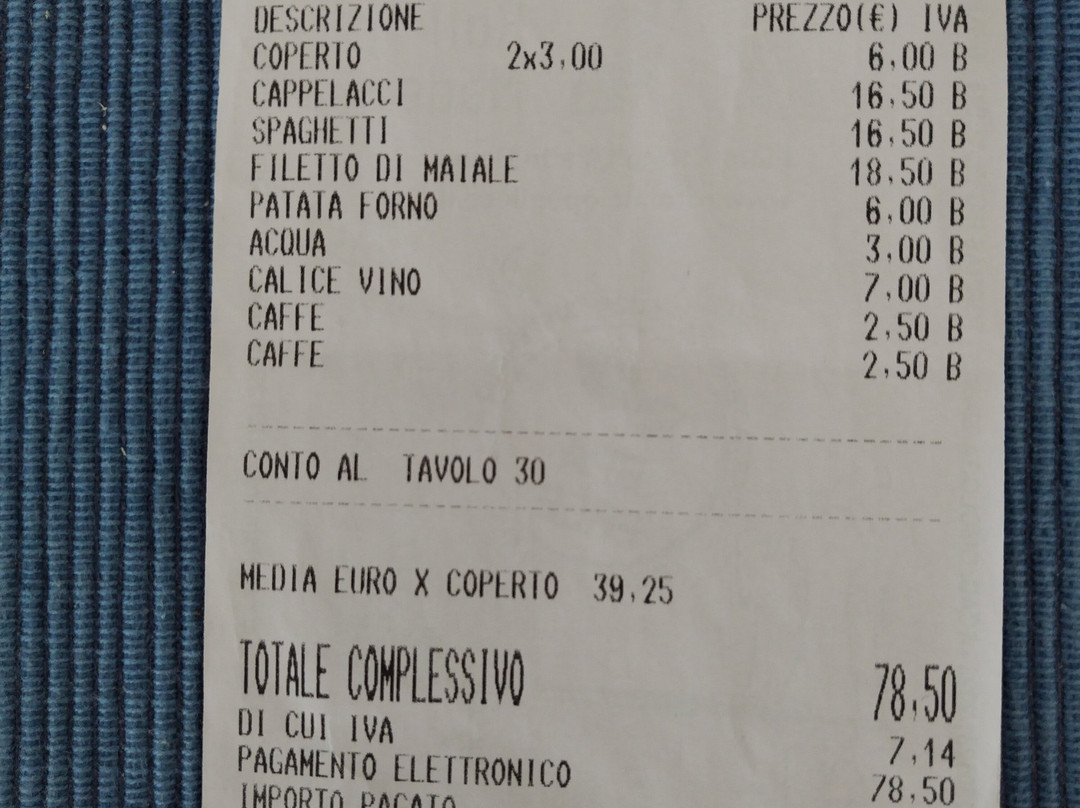 DESCRIZIONE PREZZO(€) IVA
COPERTO 2x3,00 6,00 B
CAPPELACCI 16,50 B
SPAGHETTI 16,50 B
FILETTO DI MAIALE 18,50 B
PATATA FORNO 6,00 B
ACQUA 3,00 B
CALICE VINO 7,00 B
CAFFE 2,50 B
CAFFE 2,50 B
CONTO AL TAVOLO 30
MEDIA EURO X COPERTO 39,25
TOTALE COMPLESSIVO 78,50
DI CUI IVA 7,14
PAGAMENTO ELETTRONICO 78,50
IMPORTO PAGATO